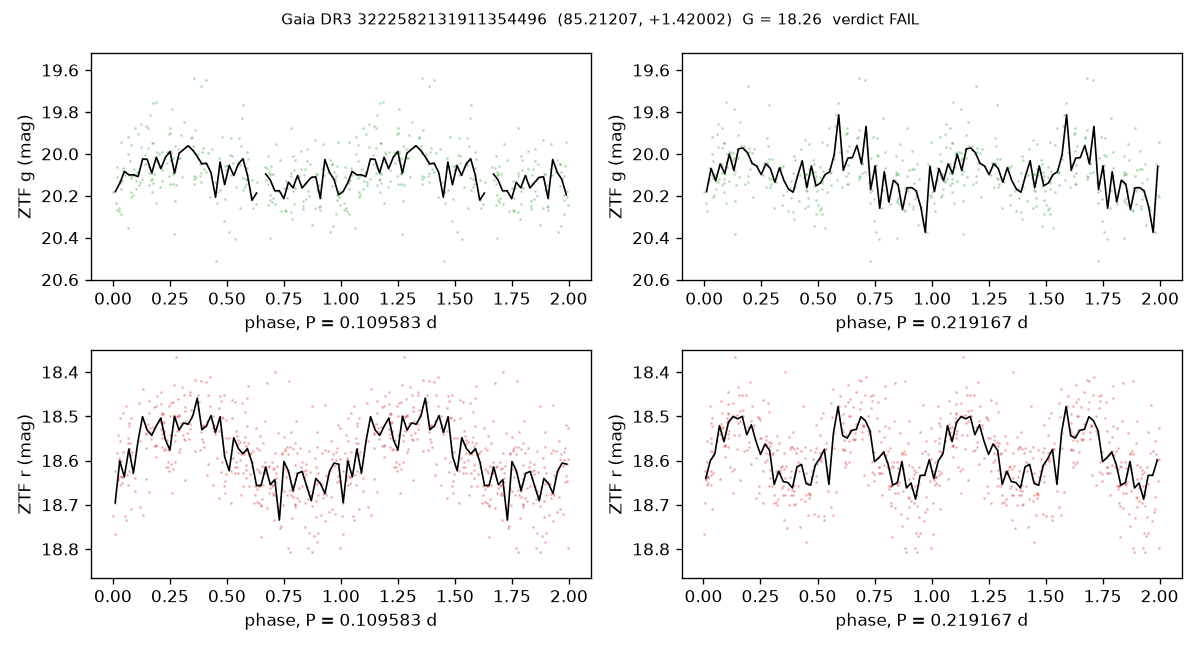 Gaia DR3 3222582131911354496 (85.21207, +1.42002) G = 18.26 verdict FAIL
ZTF g (mag)
19.6
19.8
20.0
20.2
20.4
20.6
0.00 0.25 0.50 0.75 1.00 1.25 1.50 1.75 2.00
phase, P = 0.109583 d
ZTF g (mag)
19.6
19.8
20.0
20.2
20.4
20.6
0.00 0.25 0.50 0.75 1.00 1.25 1.50 1.75 2.00
phase, P = 0.219167 d
ZTF r (mag)
18.4
18.5
18.6
18.7
18.8
0.00 0.25 0.50 0.75 1.00 1.25 1.50 1.75 2.00
phase, P = 0.109583 d
ZTF r (mag)
18.4
18.5
18.6
18.7
18.8
0.00 0.25 0.50 0.75 1.00 1.25 1.50 1.75 2.00
phase, P = 0.219167 d